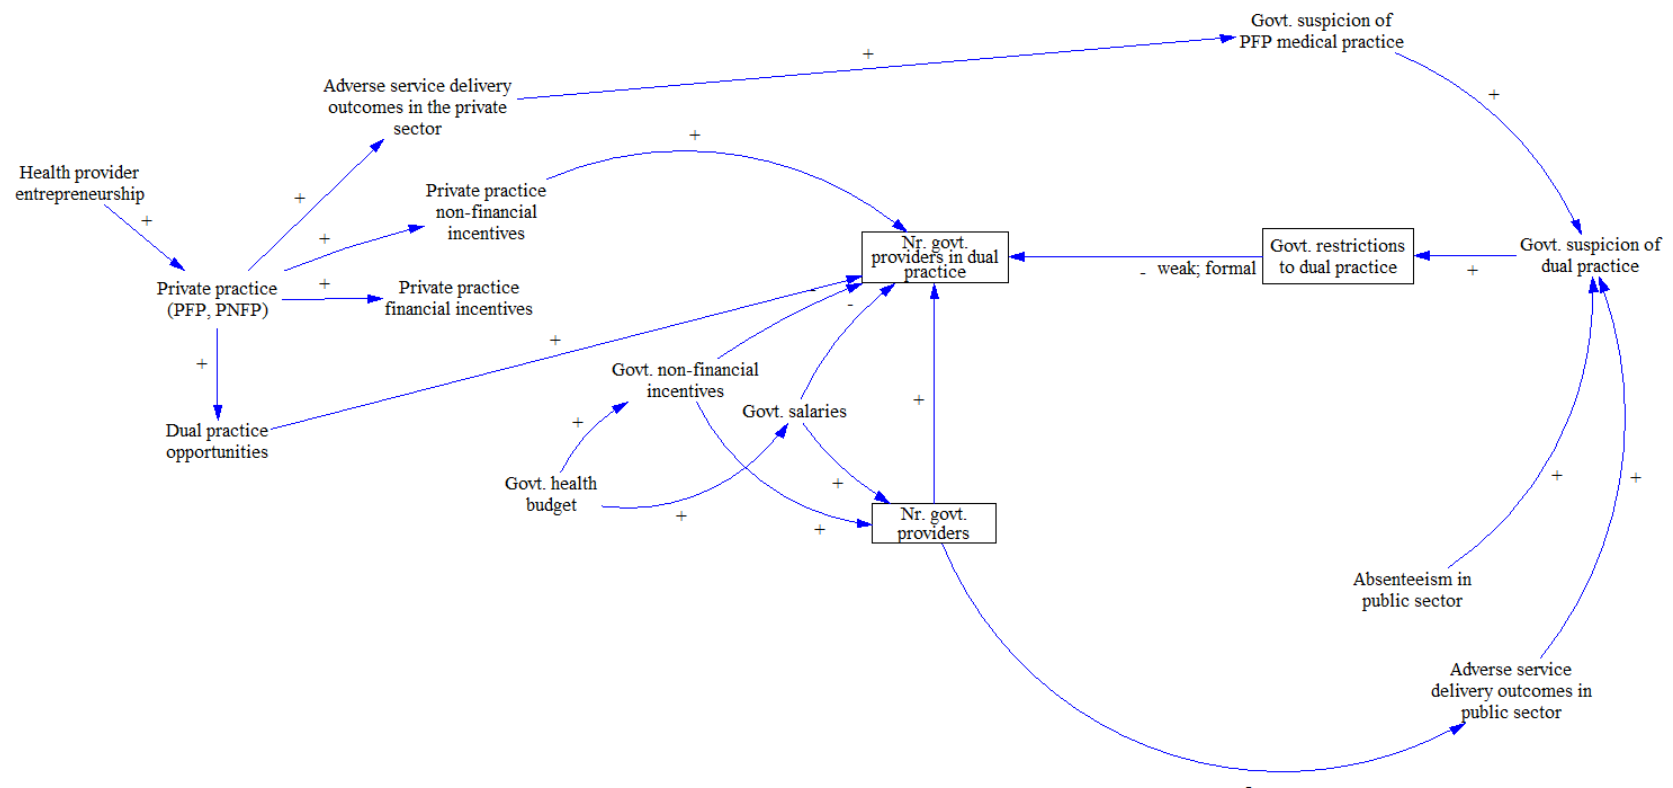 Govt. suspicion of
PFP medical practice
+
Adverse service delivery
outcomes in the private
sector
+
+
Health provider
entrepreneurship
+
+
Private practice
non-financial
incentives
+
Private practice
(PFP, PNFP)
+
Private practice
financial incentives
+
Dual practice
opportunities
+
Nr. govt.
providers in dual
practice
-
-
- weak; formal
Govt. restrictions
to dual practice
+
Govt. suspicion of
dual practice
Govt. non-financial
incentives
Govt. salaries
+
+
Govt. health
budget
+
+
+
Nr. govt.
providers
+
+
Absenteeism in
public sector
Adverse service
delivery outcomes in
public sector
-